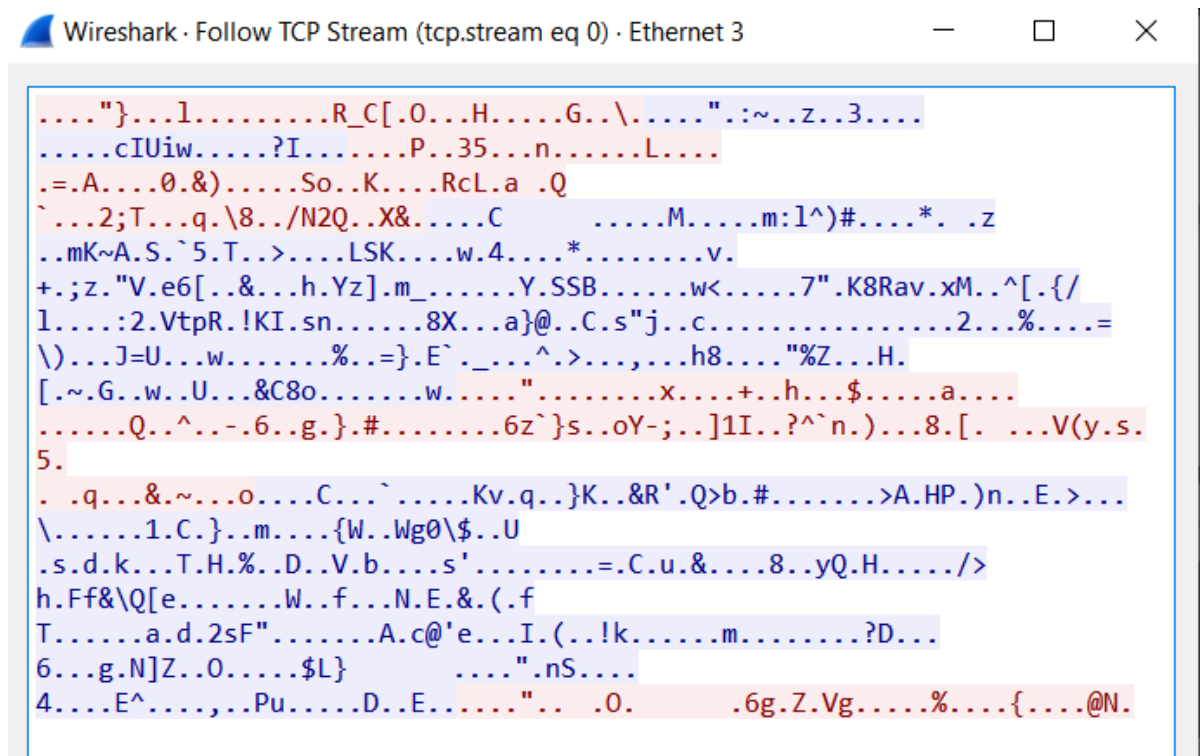 Wireshark · Follow TCP Stream (tcp.stream eq 0) · Ethernet 3
...."}...l.........R_C[.O...H.....G..\.....".:~..z..3....
.....cIUiw.....?I.......P..35...n......L....
.=.A....0.&).....So..K....RcL.a .Q
`...2;T...q.\8../N2Q..X&.....C      .....M.....m:l^)#....*. .z
..mK~A.S.`5.T..>....LSK....w.4....*........v.
+.;z."V.e6[..&...h.Yz].m_......Y.SSB......w<.....7".K8Rav.xM..^[.{/
l....:2.VtpR.!KI.sn......8X...a}@..C.s"j..c................2...%....=
\)...J=U...w.......%..=}.E`._...^.>...,...h8...."%Z...H.
[.~.G..w..U...&C8o.......w....."........x....+..h...$.....a....
......Q..^..-.6..g.}.#........6z`}s..oY-;..]1I..?^`n.)...8.[. ...V(y.s.
5.
. .q...&.~...o....C...`.....Kv.q..}K..&R'.Q>b.#.......>A.HP.)n..E.>...
\......1.C.}..m....{W..Wg0\$..U
.s.d.k...T.H.%..D..V.b....s'........=.C.u.&....8..yQ.H...../>
h.Ff&\Q[e.......W..f...N.E.&.(.f
T......a.d.2sF".......A.c@'e...I.(..!k......m........?D...
6...g.N]Z..O.....$L}       ....".nS....
4....E^....,..Pu.....D..E......".. .O.      .6g.Z.Vg.....%....{....@N.